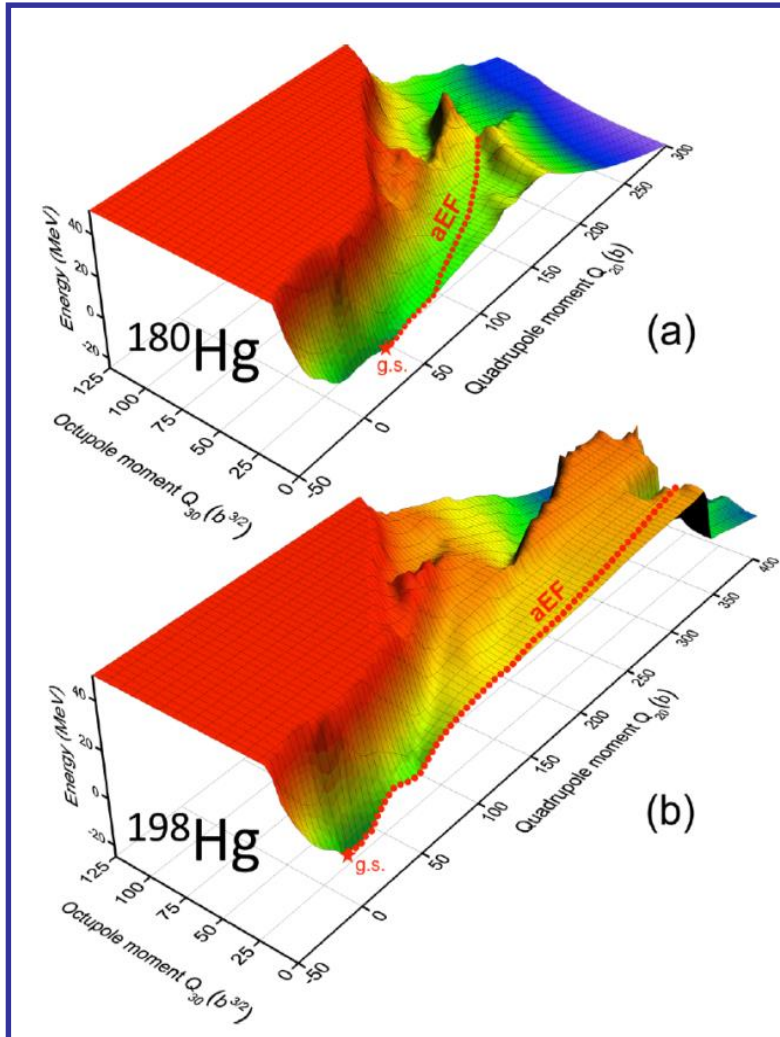 40
20
0
-20
Energy (MeV)
125
100
75
50
25
0
Octupole moment Q30 (b3/2)
-50
0
50
100
150
200
250
300
Quadrupole moment Q20(b)
aEF
g.s.
180Hg
(a)
40
20
0
-20
Energy (MeV)
125
100
75
50
25
0
Octupole moment Q30 (b3/2)
-50
0
50
100
150
200
250
300
350
400
Quadrupole moment Q20(b)
aEF
g.s.
198Hg
(b)